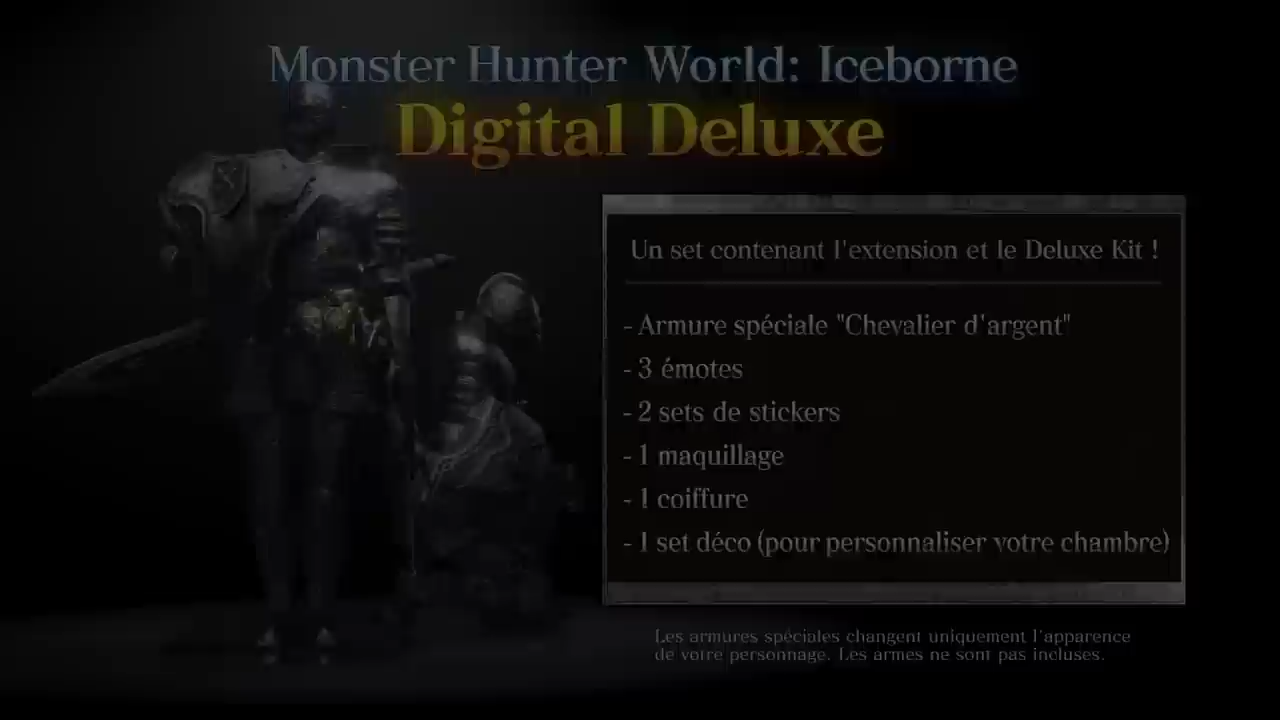 Monster Hunter World: Iceborne
Digital Deluxe
Un set contenant l'extension et le Deluxe Kit !
- Armure spéciale "Chevalier d'argent"
- 3 émotes
- 2 sets de stickers
- 1 maquillage
- 1 coiffure
- 1 set déco (pour personnaliser votre chambre)
Les armures spéciales changent uniquement l'apparence
de votre personnage. Les armes ne sont pas incluses.